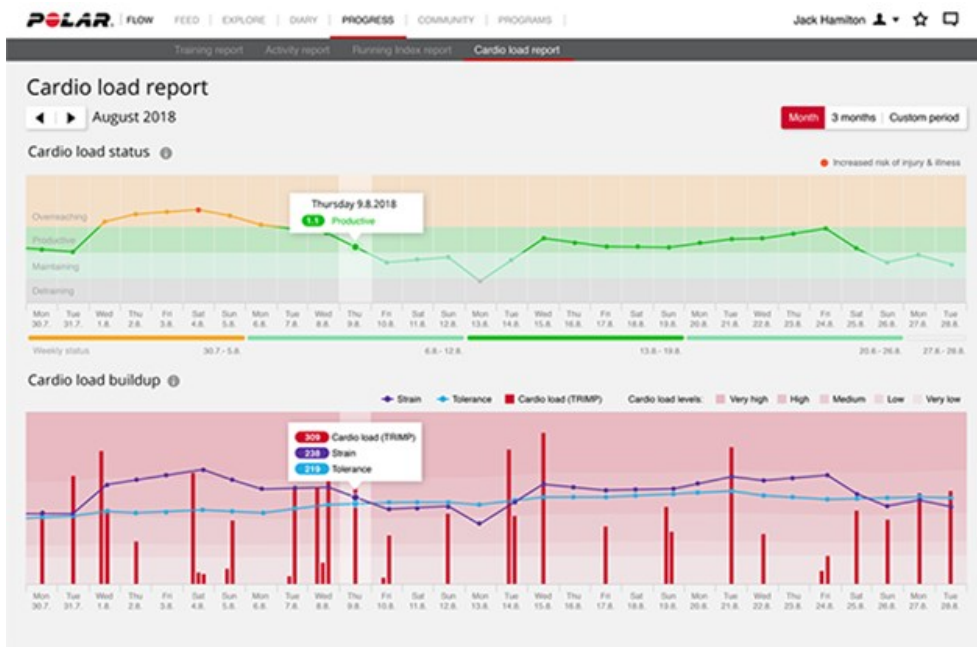 POLAR. FLOW FEED EXPLORE DIARY PROGRESS COMMUNITY PROGRAMS Jack Hamilton
Training report Activity report Running Index report Cardio load report
Cardio load report
August 2018
Month 3 months Custom period
Cardio load status
Increased risk of injury & illness
Thursday 9.8.2018
1.1 Productive
Overreaching
Productive
Maintaining
Detraining
Mon Tue Wed Thu Fri Sat Sun Mon Tue Wed Thu Fri Sat Sun Mon Tue Wed Thu Fri Sat Sun Mon Tue Wed Thu Fri Sat Sun Mon Tue
30.7. 31.7. 1.8. 2.8. 3.8. 4.8. 5.8. 6.8. 7.8. 8.8. 9.8. 10.8. 11.8. 12.8. 13.8. 14.8. 15.8. 16.8. 17.8. 18.8. 19.8. 20.8. 21.8. 22.8. 23.8. 24.8. 25.8. 26.8. 27.8. 28.8.
Weekly status 30.7 - 5.8. 6.8.- 12.8. 13.8.- 19.8. 20.8.- 26.8. 27.8.- 28.8.
Cardio load buildup
Strain Tolerance Cardio load (TRIMP) Cardio load levels: Very high High Medium Low Very low
309 Cardio load (TRIMP)
238 Strain
219 Tolerance
Mon Tue Wed Thu Fri Sat Sun Mon Tue Wed Thu Fri Sat Sun Mon Tue Wed Thu Fri Sat Sun Mon Tue Wed Thu Fri Sat Sun Mon Tue
30.7. 31.7. 1.8. 2.8. 3.8. 4.8. 5.8. 6.8. 7.8. 8.8. 9.8. 10.8. 11.8. 12.8. 13.8. 14.8. 15.8. 16.8. 17.8. 18.8. 19.8. 20.8. 21.8. 22.8. 23.8. 24.8. 25.8. 26.8. 27.8. 28.8.